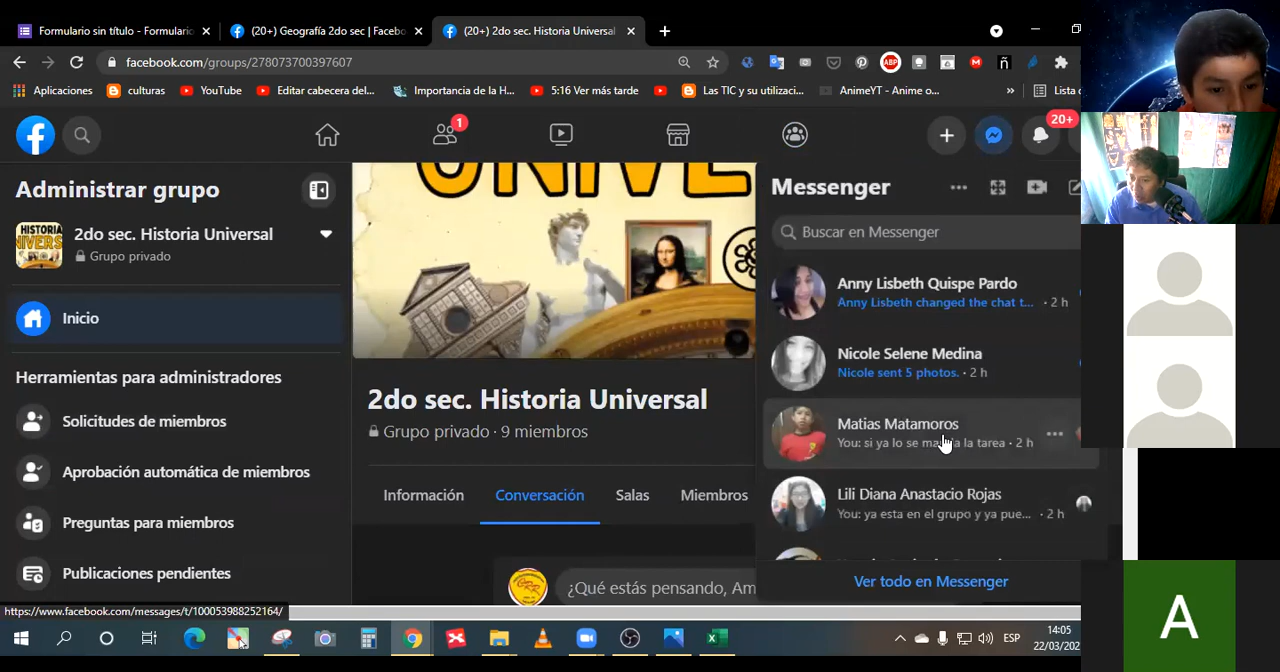 Formulario sin título - Formulario
(20+) Geografía 2do sec | Facebo
(20+) 2do sec. Historia Universal
facebook.com/groups/278073700397607
ABP
ñ
Aplicaciones
culturas
YouTube
Editar cabecera del...
Importancia de la H...
5:16 Ver más tarde
Las TIC y su utilizaci...
AnimeYT - Anime o...
»
Lista
1
20+
Administrar grupo
HISTORIA
2do sec. Historia Universal
Grupo privado
Inicio
Herramientas para administradores
Solicitudes de miembros
Aprobación automática de miembros
Preguntas para miembros
Publicaciones pendientes
UNIVE
2do sec. Historia Universal
Grupo privado · 9 miembros
Información
Conversación
Salas
Miembros
¿Qué estás pensando, Am
Messenger
Buscar en Messenger
Anny Lisbeth Quispe Pardo
Anny Lisbeth changed the chat t... · 2 h
Nicole Selene Medina
Nicole sent 5 photos. · 2 h
Matias Matamoros
You: si ya lo se la tarea · 2 h
Lili Diana Anastacio Rojas
You: ya esta en el grupo y ya pue... · 2 h
Ver todo en Messenger
https://www.facebook.com/messages/t/100053988252164/
ESP
14:05
22/03/202
A